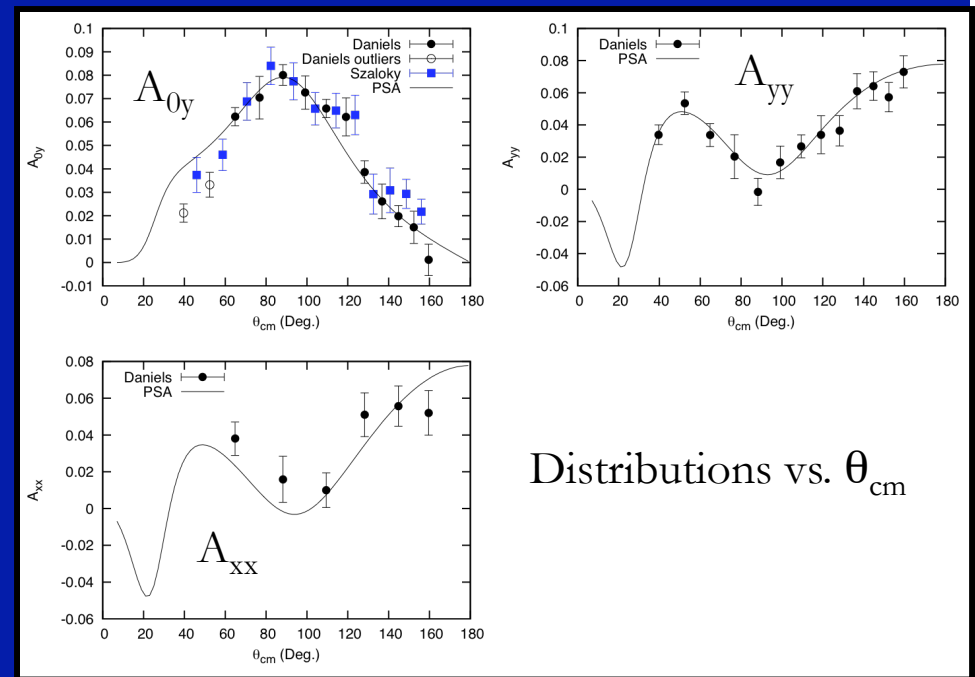 0.1
0.09
0.08
0.07
0.06
0.05
0.04
0.03
0.02
0.01
0
-0.01
A0y
A0y
Daniels
Daniels outliers
Szaloky
PSA
0 20 40 60 80 100 120 140 160 180
θcm (Deg.)
0.1
0.08
0.06
0.04
0.02
0
-0.02
-0.04
-0.06
Ayy
Daniels
PSA
Ayy
0 20 40 60 80 100 120 140 160 180
θcm (Deg.)
0.08
0.06
0.04
0.02
0
-0.02
-0.04
-0.06
Axx
Daniels
PSA
Axx
0 20 40 60 80 100 120 140 160 180
θcm (Deg.)
Distributions vs. θcm